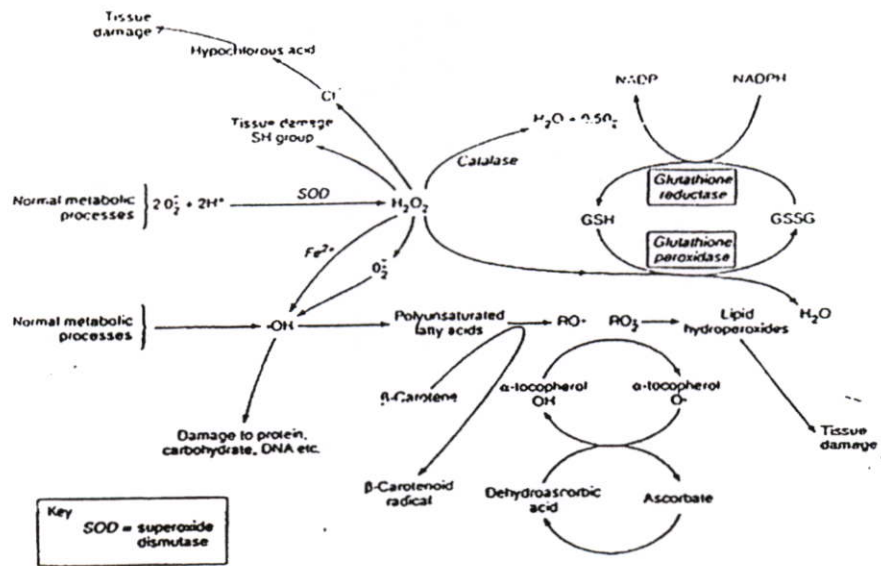 Tissue
damage
Hypochlorous acid
Cl⁻
Tissue damage
SH group
H₂O + 0.5O₂
Catalase
NADP NADPH
Glutathione
reductase
GSH GSSG
Glutathione
peroxidase
Normal metabolic
processes
2 O₂⁻ + 2H⁺
SOD
H₂O₂
Fe²⁺
O₂⁻
Normal metabolic
processes
·OH
Polyunsaturated
fatty acids
RO·
RO₂·
Lipid
hydroperoxides
H₂O
β-Carotene
α-tocopherol
OH
α-tocopherol
O·
Damage to protein,
carbohydrate, DNA etc.
Tissue
damage
β-Carotenoid
radical
Dehydroascorbic
acid
Ascorbate
Key
SOD = superoxide
dismutase